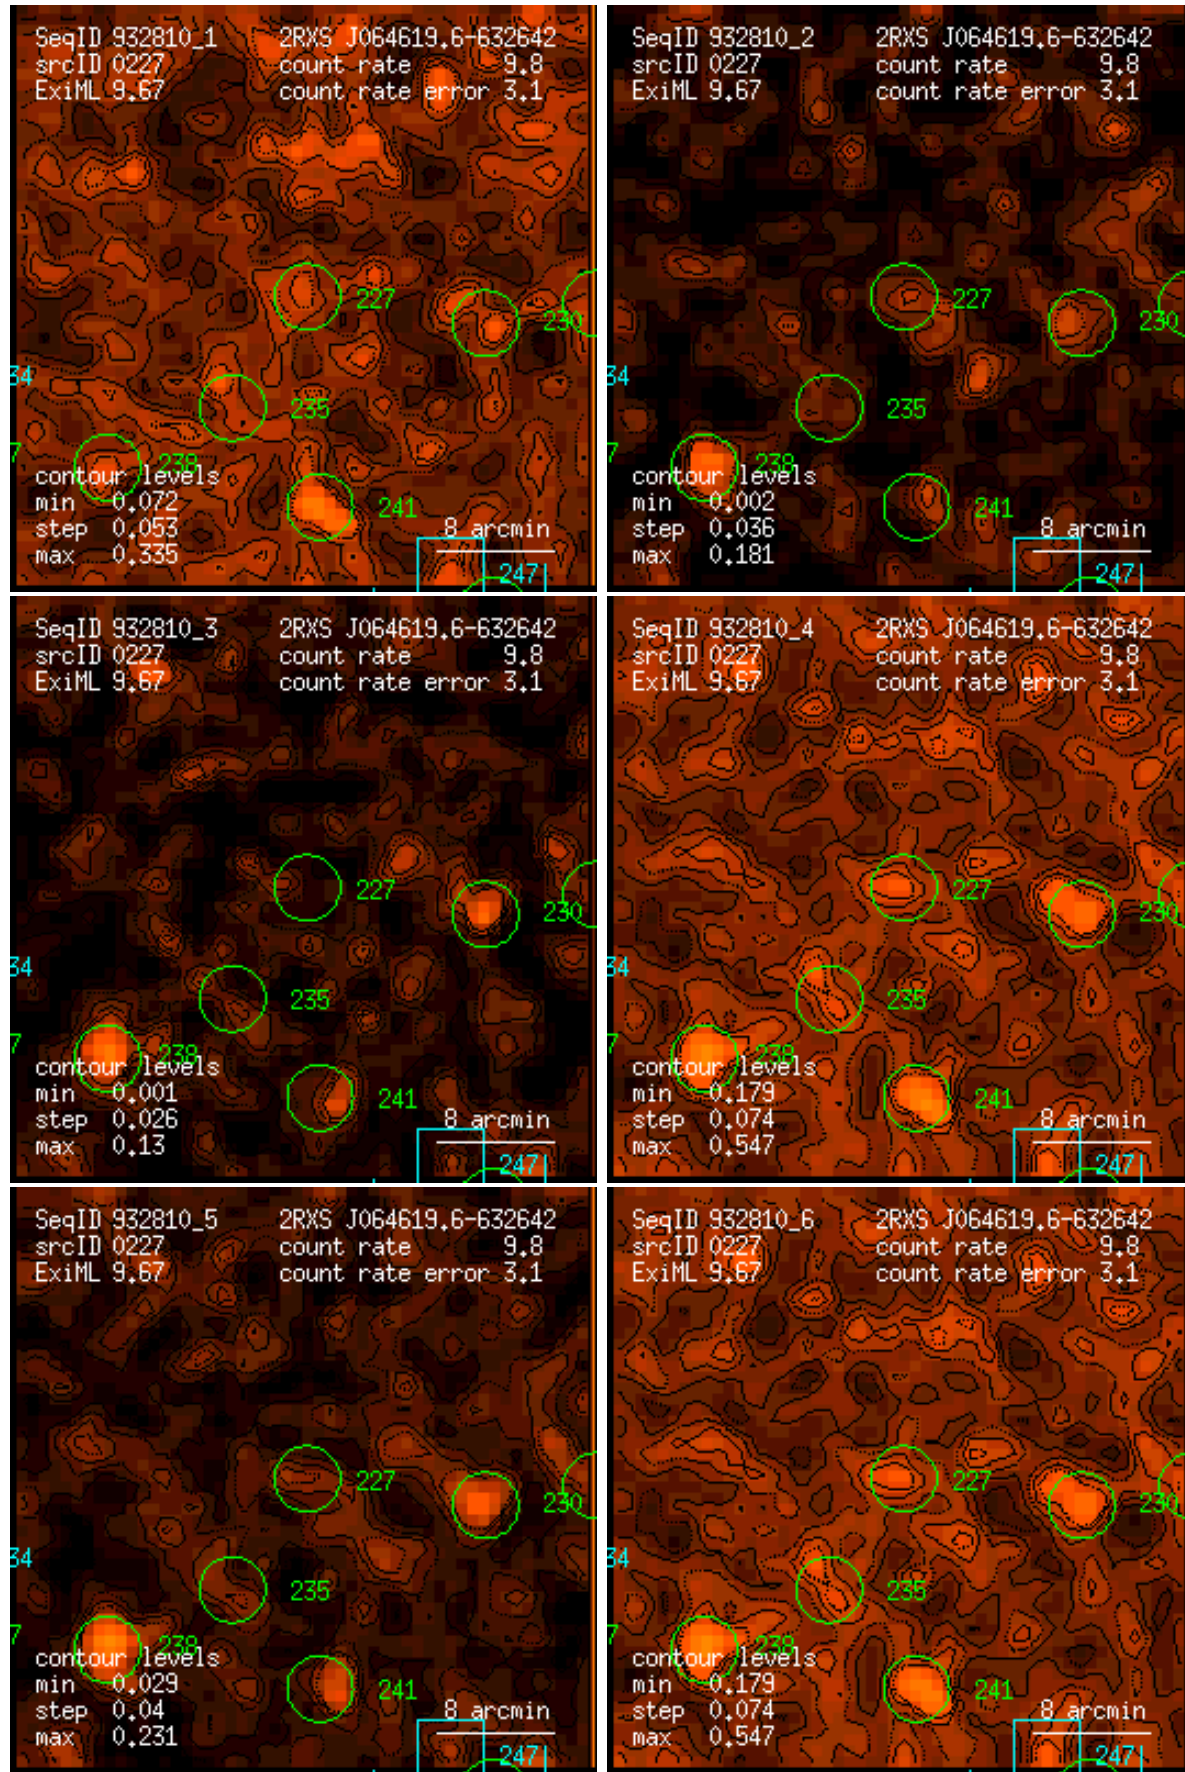 SeqID 932810_1 2RXS J064619.6-632642
srcID 0227 count rate 9.8
ExiML 9.67 count rate error 3.1
227
230
34
235
7 238
contour levels
min 0.072
241
step 0.053 8 arcmin
max 0.335
247
SeqID 932810_2 2RXS J064619.6-632642
srcID 0227 count rate 9.8
ExiML 9.67 count rate error 3.1
227
230
34
235
7 238
contour levels
min 0.002
241
step 0.036 8 arcmin
max 0.181
247
SeqID 932810_3 2RXS J064619.6-632642
srcID 0227 count rate 9.8
ExiML 9.67 count rate error 3.1
227
230
34
235
7 238
contour levels
min 0.001
241
step 0.026 8 arcmin
max 0.13
247
SeqID 932810_4 2RXS J064619.6-632642
srcID 0227 count rate 9.8
ExiML 9.67 count rate error 3.1
227
230
34
235
7 238
contour levels
min 0.179
241
step 0.074 8 arcmin
max 0.547
247
SeqID 932810_5 2RXS J064619.6-632642
srcID 0227 count rate 9.8
ExiML 9.67 count rate error 3.1
227
230
34
235
7 238
contour levels
min 0.029
241
step 0.04 8 arcmin
max 0.231
247
SeqID 932810_6 2RXS J064619.6-632642
srcID 0227 count rate 9.8
ExiML 9.67 count rate error 3.1
227
230
34
235
7 238
contour levels
min 0.179
241
step 0.074 8 arcmin
max 0.547
247